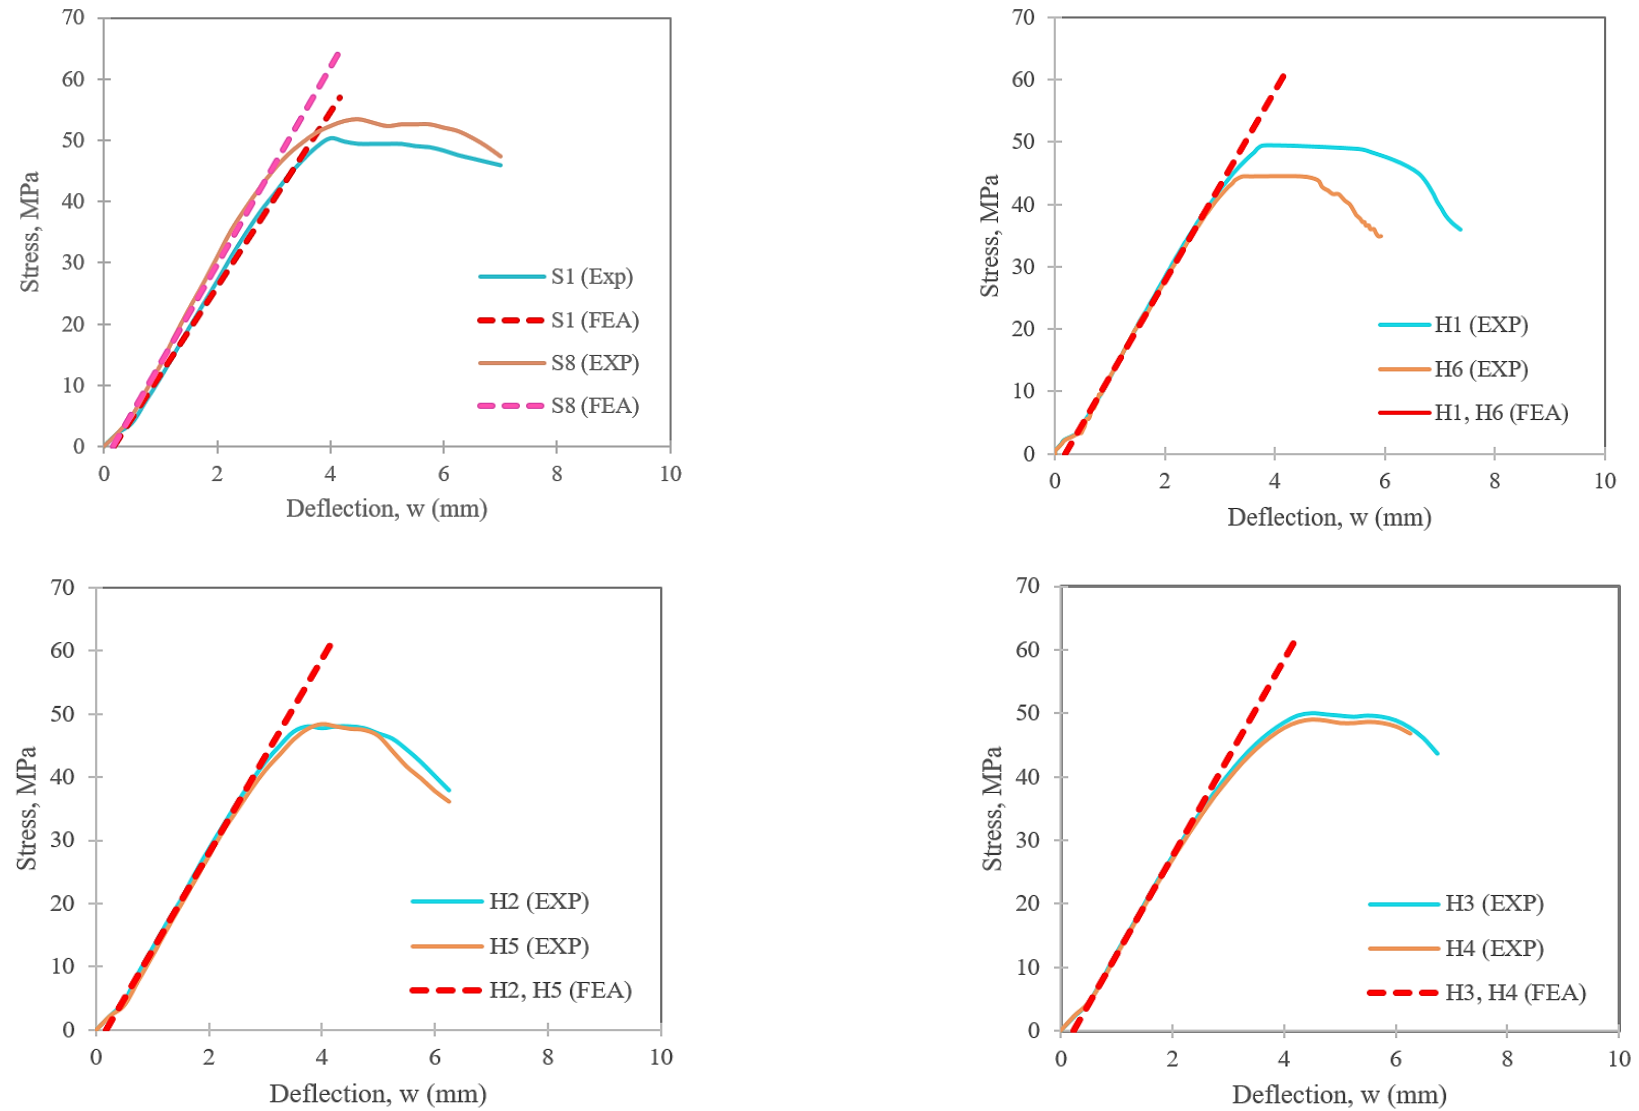 70
60
50
40
30
20
10
0
Stress, MPa
S1 (Exp)
S1 (FEA)
S8 (EXP)
S8 (FEA)
0 2 4 6 8 10
Deflection, w (mm)
70
60
50
40
30
20
10
0
Stress, MPa
H1 (EXP)
H6 (EXP)
H1, H6 (FEA)
0 2 4 6 8 10
Deflection, w (mm)
70
60
50
40
30
20
10
0
Stress, MPa
H2 (EXP)
H5 (EXP)
H2, H5 (FEA)
0 2 4 6 8 10
Deflection, w (mm)
70
60
50
40
30
20
10
0
Stress, MPa
H3 (EXP)
H4 (EXP)
H3, H4 (FEA)
0 2 4 6 8 10
Deflection, w (mm)